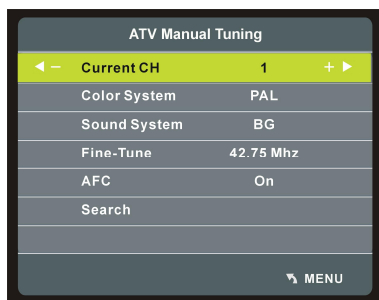 ATV Manual Tuning
− Current CH 1 +
Color System PAL
Sound System BG
Fine-Tune 42.75 Mhz
AFC On
Search
MENU